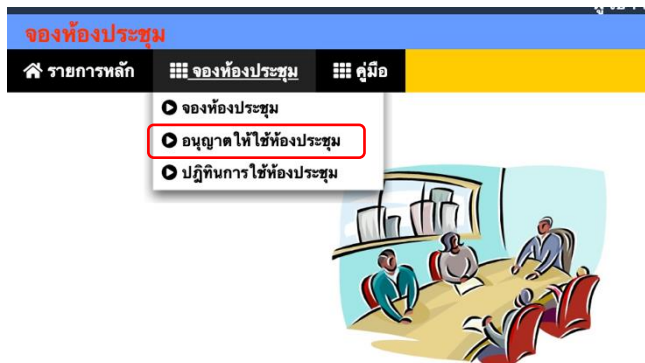 จองห้องประชุม
รายการหลัก จองห้องประชุม คู่มือ
จองห้องประชุม
อนุญาตให้ใช้ห้องประชุม
ปฎิทินการใช้ห้องประชุม